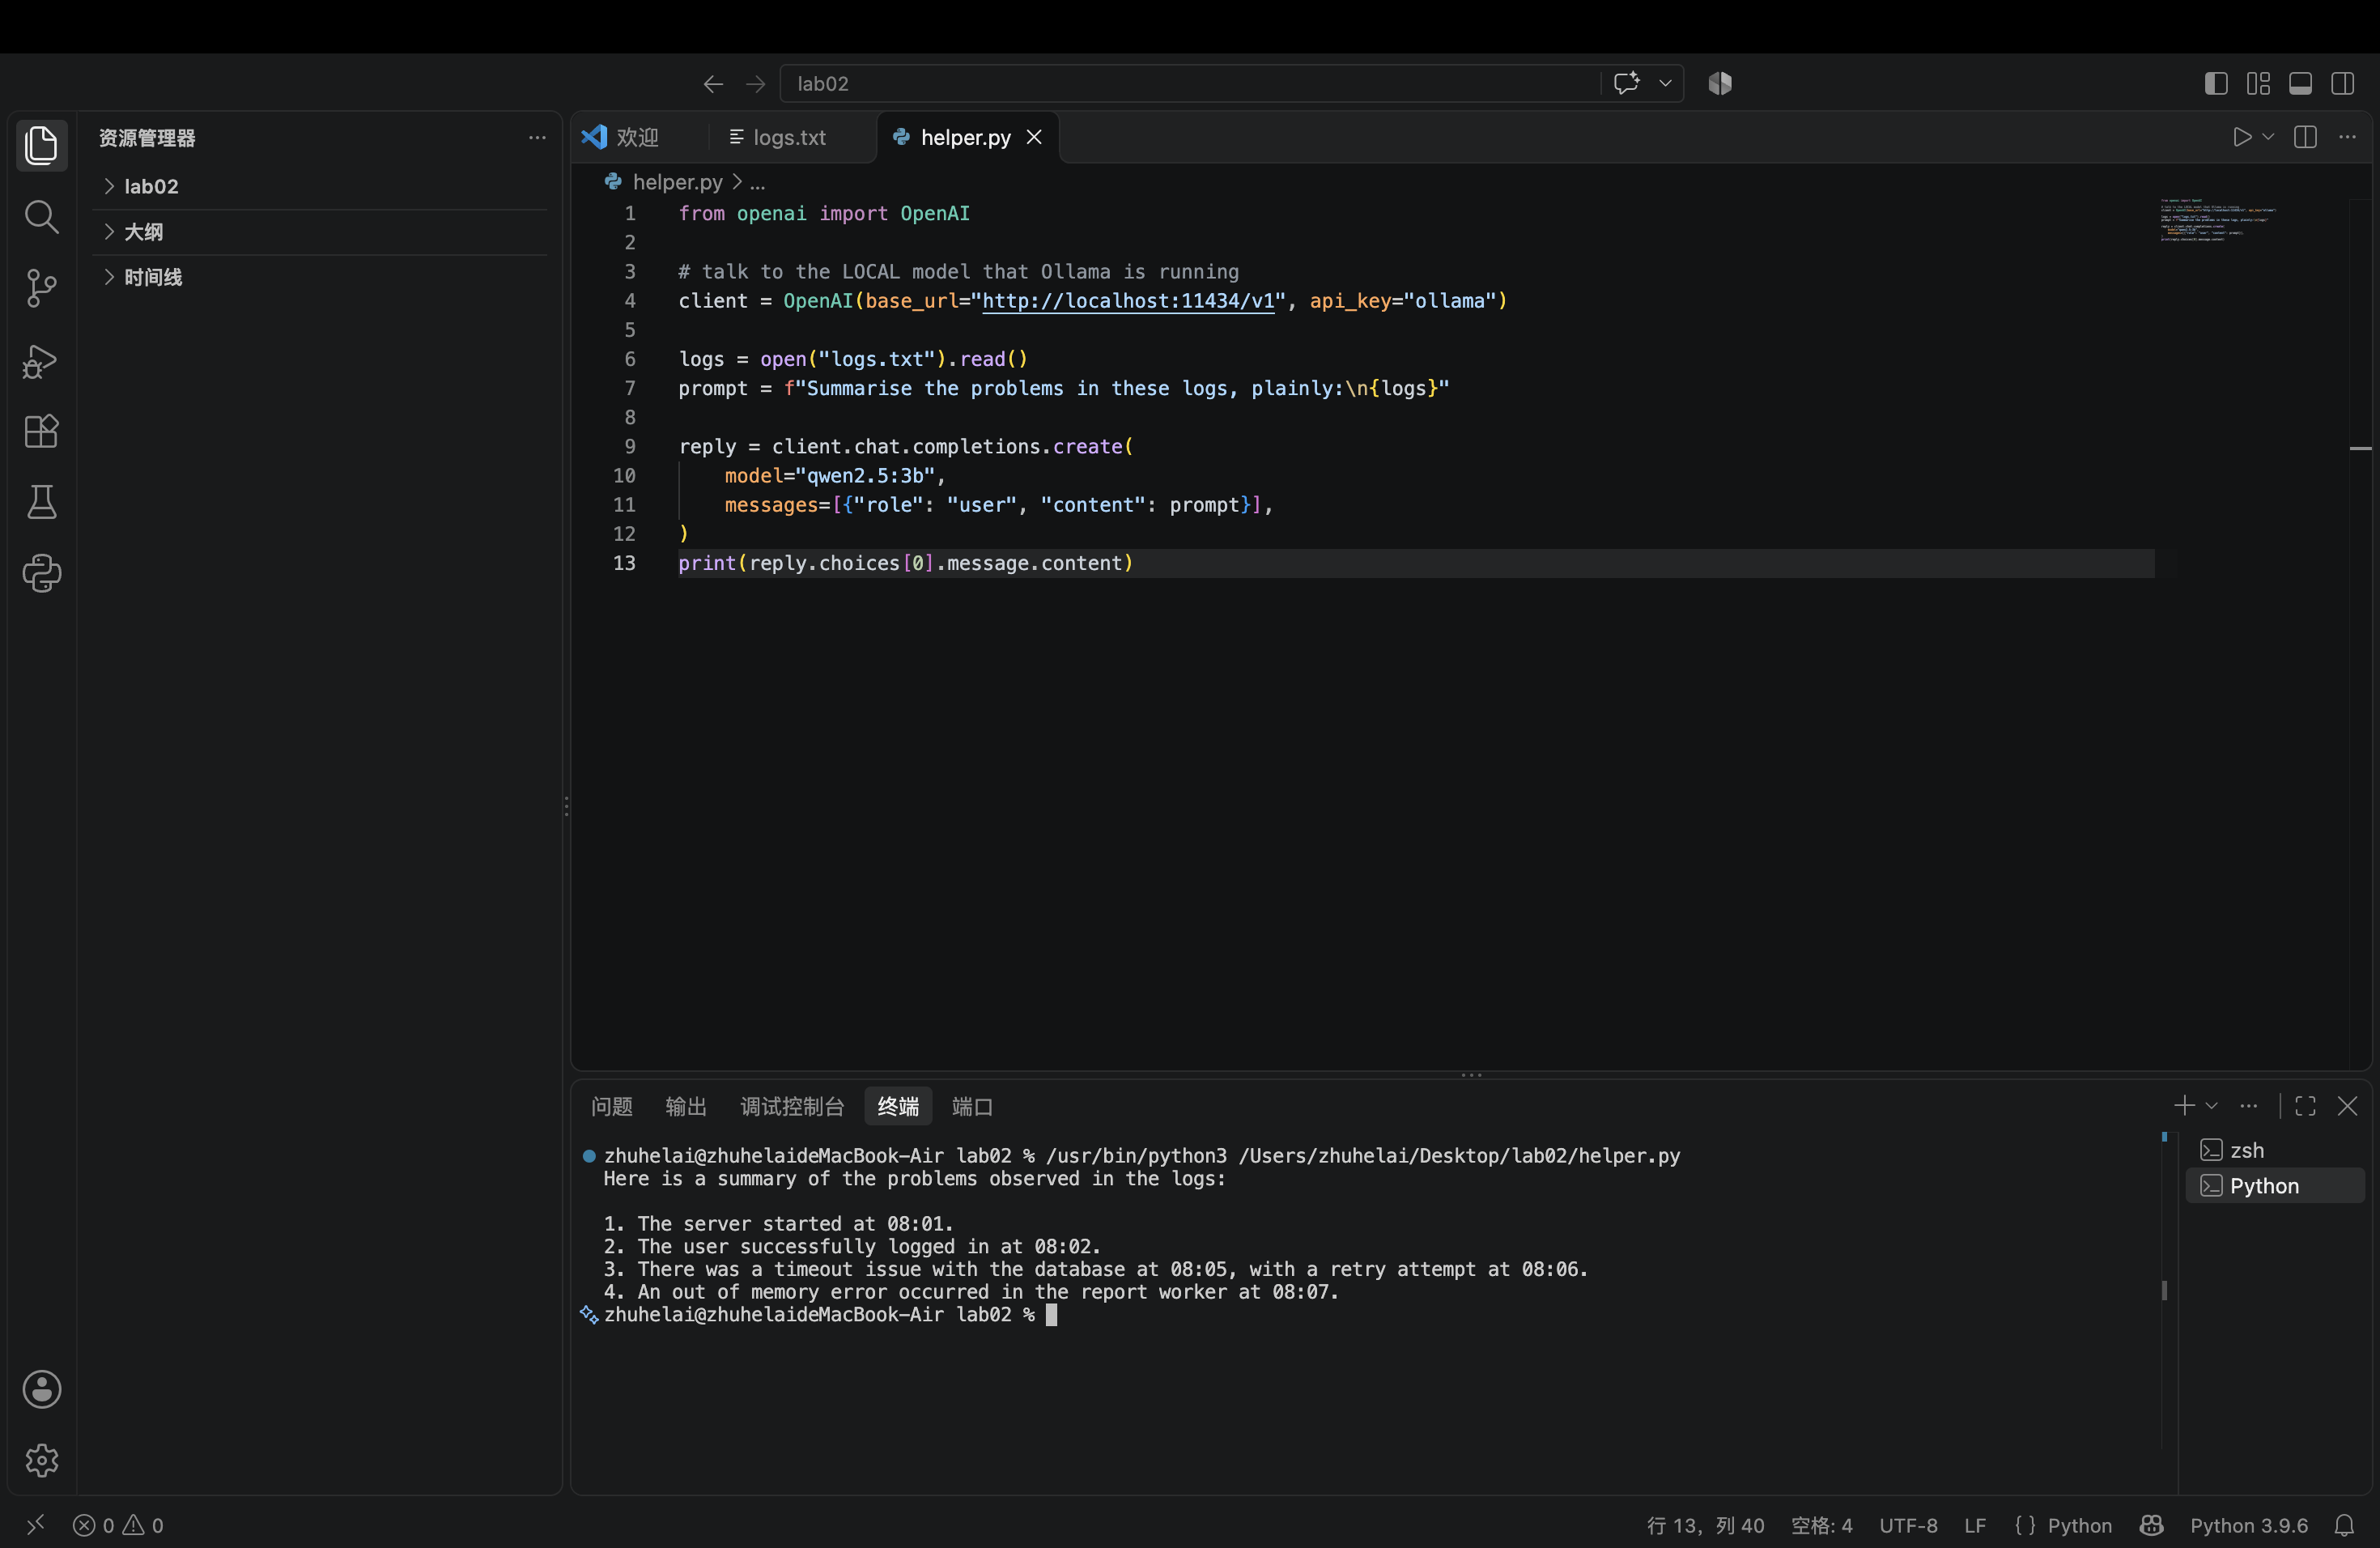 lab02
资源管理器
lab02
大纲
时间线
欢迎
logs.txt
helper.py
helper.py > ...
1 from openai import OpenAI
2
3 # talk to the LOCAL model that Ollama is running
4 client = OpenAI(base_url="http://localhost:11434/v1", api_key="ollama")
5
6 logs = open("logs.txt").read()
7 prompt = f"Summarise the problems in these logs, plainly:\n{logs}"
8
9 reply = client.chat.completions.create(
10     model="qwen2.5:3b",
11     messages=[{"role": "user", "content": prompt}],
12 )
13 print(reply.choices[0].message.content)
问题 输出 调试控制台 终端 端口
zhuhelai@zhuhelaideMacBook-Air lab02 % /usr/bin/python3 /Users/zhuhelai/Desktop/lab02/helper.py
Here is a summary of the problems observed in the logs:
1. The server started at 08:01.
2. The user successfully logged in at 08:02.
3. There was a timeout issue with the database at 08:05, with a retry attempt at 08:06.
4. An out of memory error occurred in the report worker at 08:07.
zhuhelai@zhuhelaideMacBook-Air lab02 %
zsh
Python
0 0
行 13，列 40 空格: 4 UTF-8 LF {} Python Python 3.9.6